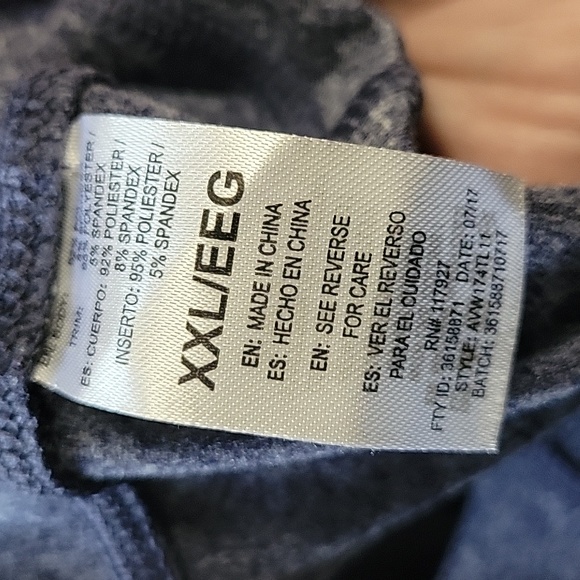 TRIM:
8% SPANDEX
ES: CUERPO: 92% POLIESTER /
8% SPANDEX
INSERTO: 95% POLIESTER /
5% SPANDEX
XXL/EEG
EN: MADE IN CHINA
ES: HECHO EN CHINA
EN: SEE REVERSE
FOR CARE
ES: VER EL REVERSO
PARA EL CUIDADO
RN# 117927
FTY ID: 36158871 DATE: 07/17
STYLE: AVW174TL11
BATCH: 361588710717